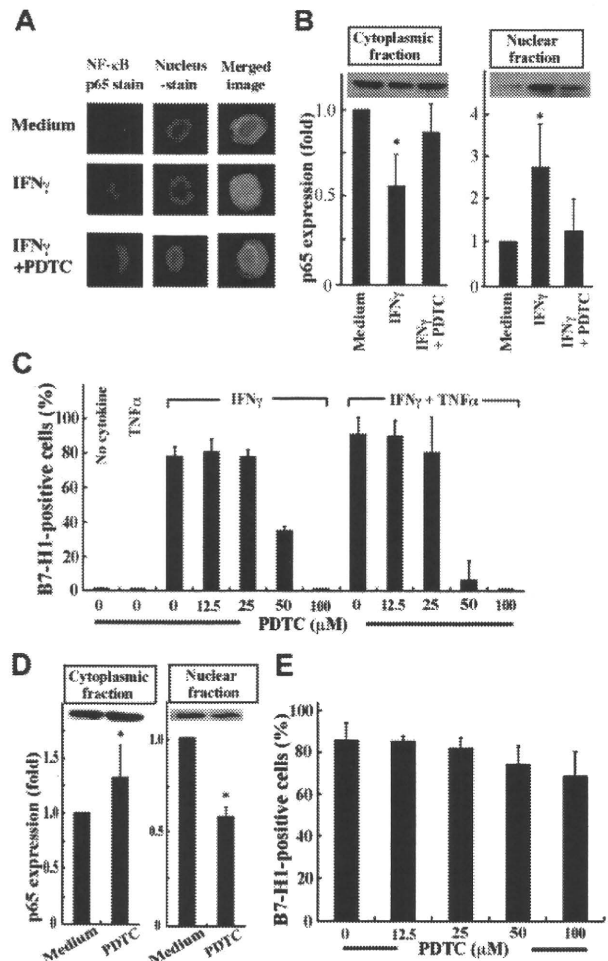 A
NF-κB p65 stain
Nucleus -stain
Merged image
Medium
IFNγ
IFNγ +PDTC
B
Cytoplasmic fraction
Nuclear fraction
p65 expression (fold)
1.0
0.5
0
*
Medium
IFNγ
IFNγ + PDTC
4
3
2
1
0
*
Medium
IFNγ
IFNγ + PDTC
C
B7-H1-positive cells (%)
100
80
60
40
20
0
No cytokine
TNFα
IFNγ
IFNγ + TNFα
0 0 0 12.5 25 50 100 0 12.5 25 50 100
PDTC (μM)
D
Cytoplasmic fraction
Nuclear fraction
p65 expression (fold)
1.5
1.0
0.5
0
*
Medium
PDTC
1.0
0.5
0
*
Medium
PDTC
E
B7-H1-positive cells (%)
100
80
60
40
20
0
0 12.5 25 50 100
PDTC (μM)